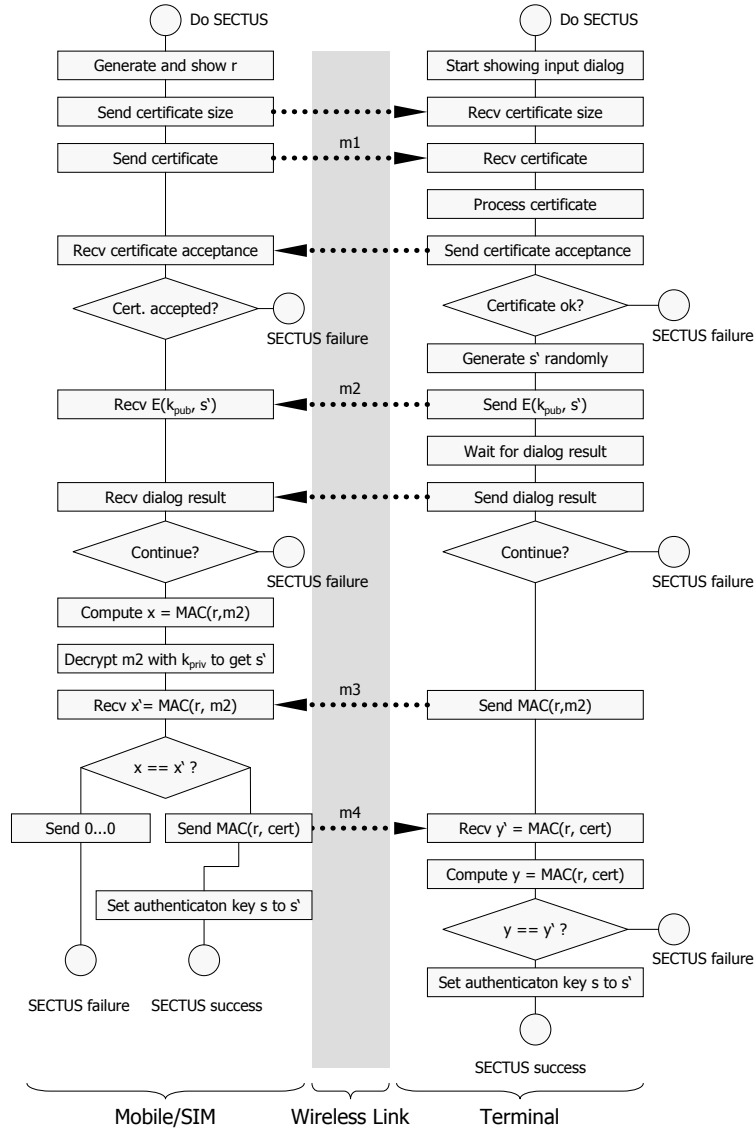 Do SECTUS
Do SECTUS
Generate and show r
Start showing input dialog
Send certificate size
Recv certificate size
m1
Send certificate
Recv certificate
Process certificate
Recv certificate acceptance
Send certificate acceptance
Cert. accepted?
Certificate ok?
SECTUS failure
SECTUS failure
Generate s‘ randomly
m2
Recv E(kpub, s‘)
Send E(kpub, s‘)
Wait for dialog result
Recv dialog result
Send dialog result
Continue?
Continue?
SECTUS failure
SECTUS failure
Compute x = MAC(r,m2)
Decrypt m2 with kpriv to get s‘
m3
Recv x‘= MAC(r, m2)
Send MAC(r,m2)
x == x‘ ?
m4
Send 0...0
Send MAC(r, cert)
Recv y‘ = MAC(r, cert)
Compute y = MAC(r, cert)
Set authenticaton key s to s‘
y == y‘ ?
SECTUS failure
Set authenticaton key s to s‘
SECTUS failure
SECTUS success
SECTUS success
Mobile/SIM
Wireless Link
Terminal